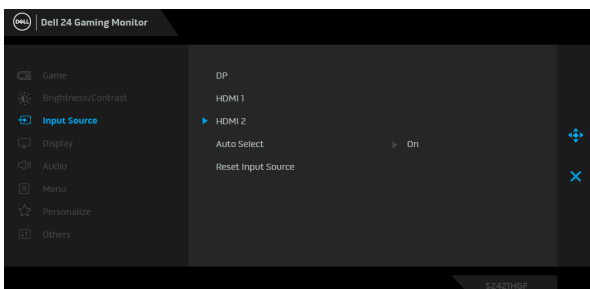 DELL Dell 24 Gaming Monitor
Game
Brightness/Contrast
Input Source
Display
Audio
Menu
Personalize
Others
DP
HDMI 1
HDMI 2
Auto Select On
Reset Input Source
S2421HGF